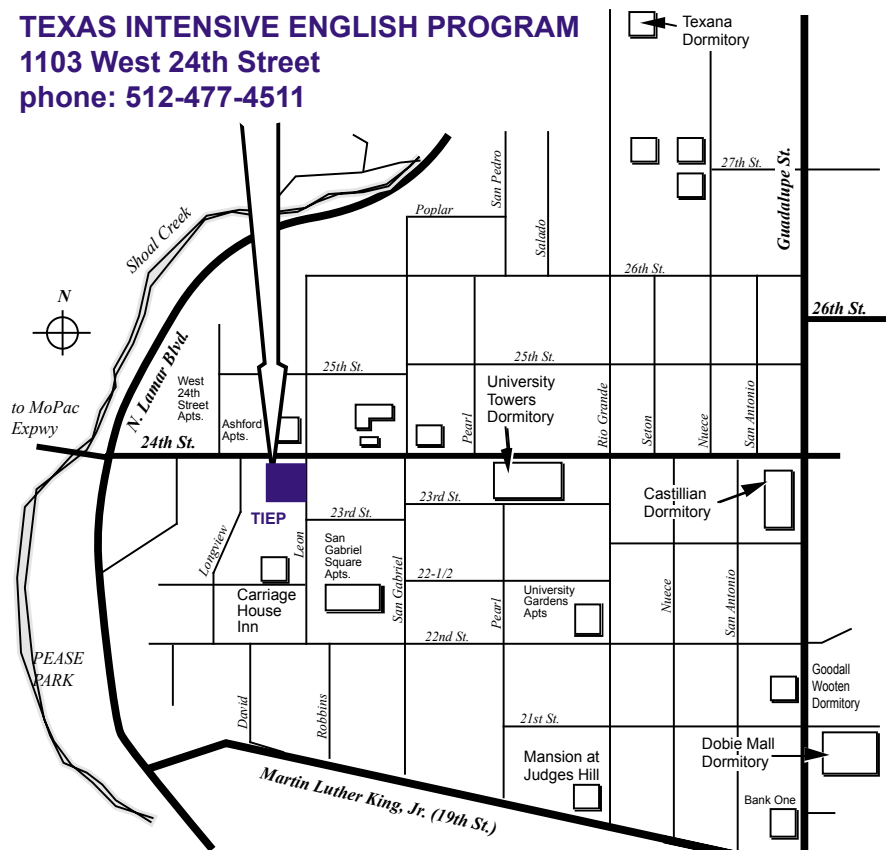 TEXAS INTENSIVE ENGLISH PROGRAM
1103 West 24th Street
phone: 512-477-4511
Texana
Dormitory
27th St.
Guadalupe St.
San Pedro
Salado
Poplar
Shoal Creek
26th St.
26th St.
N
N. Lamar Blvd.
25th St.
25th St.
West
24th
Street
Apts.
Ashford
Apts.
to MoPac
Expwy
24th St.
University
Towers
Dormitory
Pearl
Rio Grande
Seton
Nuece
San Antonio
TIEP
23rd St.
23rd St.
Castillian
Dormitory
Longview
Leon
San
Gabriel
Square
Apts.
San Gabriel
22-1/2
Carriage
House
Inn
University
Gardens
Apts
Pearl
Nuece
San Antonio
22nd St.
PEASE
PARK
Goodall
Wooten
Dormitory
David
Robbins
21st St.
Mansion at
Judges Hill
Dobie Mall
Dormitory
Martin Luther King, Jr. (19th St.)
Bank One